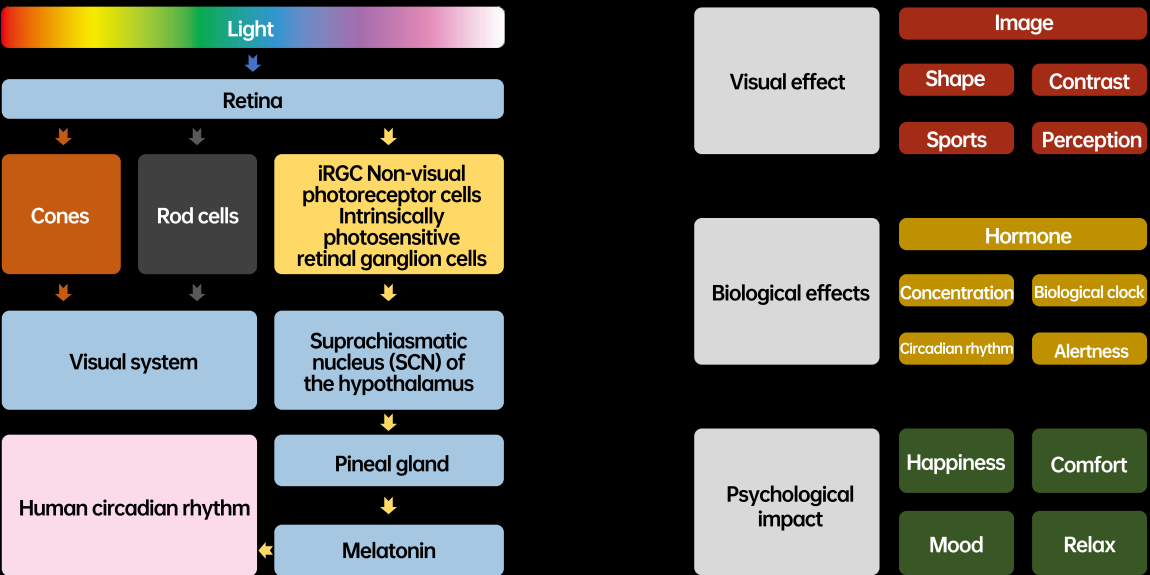 Light
Retina
Cones
Rod cells
iRGC Non-visual
photoreceptor cells
Intrinsically
photosensitive
retinal ganglion cells
Visual system
Suprachiasmatic
nucleus (SCN) of
the hypothalamus
Pineal gland
Human circadian rhythm
Melatonin
Visual effect
Image
Shape
Contrast
Sports
Perception
Biological effects
Hormone
Concentration
Biological clock
Circadian rhythm
Alertness
Psychological
impact
Happiness
Comfort
Mood
Relax